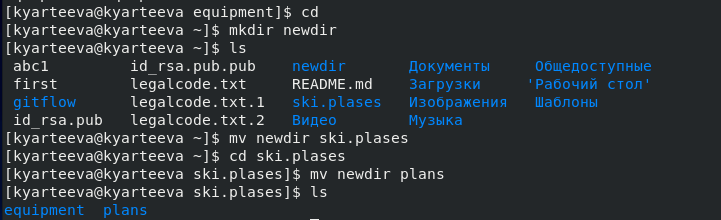 [kyarteeva@kyarteeva equipment]$ cd
[kyarteeva@kyarteeva ~]$ mkdir newdir
[kyarteeva@kyarteeva ~]$ ls
abc1 id_rsa.pub.pub newdir Документы Общедоступные
first legalcode.txt README.md Загрузки 'Рабочий стол'
gitflow legalcode.txt.1 ski.plases Изображения Шаблоны
id_rsa.pub legalcode.txt.2 Видео Музыка
[kyarteeva@kyarteeva ~]$ mv newdir ski.plases
[kyarteeva@kyarteeva ~]$ cd ski.plases
[kyarteeva@kyarteeva ski.plases]$ mv newdir plans
[kyarteeva@kyarteeva ski.plases]$ ls
equipment plans